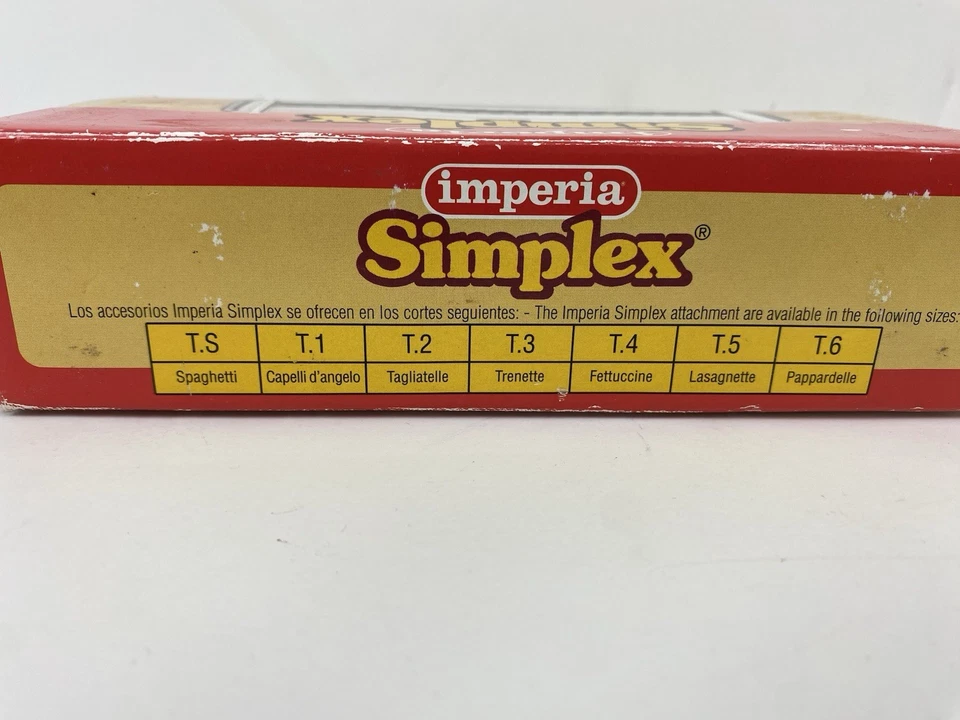 Simplex
imperia
Simplex®
Los accesorios Imperia Simplex se ofrecen en los cortes seguientes: - The Imperia Simplex attachment are available in the following sizes:
T.S T.1 T.2 T.3 T.4 T.5 T.6
Spaghetti Capelli d'angelo Tagliatelle Trenette Fettuccine Lasagnette Pappardelle